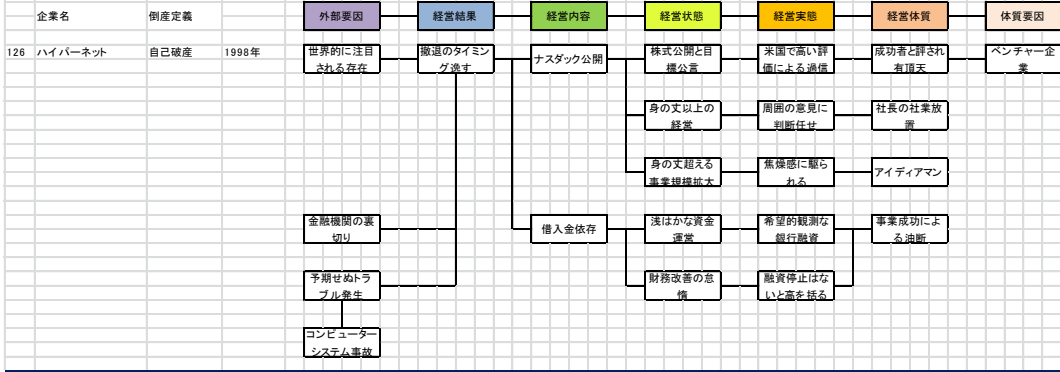 企業名 倒産定義 外部要因 経営結果 経営内容 経営状態 経営実態 経営体質 体質要因
126 ハイパーネット 自己破産 1998年
世界的に注目
される存在
撤退のタイミン
グ逸す
ナスダック公開
株式公開と目
標公言
米国で高い評
価による過信
成功者と評され
有頂天
ベンチャー企
業
身の丈以上の
経営
周囲の意見に
判断任せ
社長の社業放
置
身の丈超える
事業規模拡大
焦燥感に駆ら
れる
アイディアマン
金融機関の裏
切り
借入金依存
浅はかな資金
運営
希望的観測な
銀行融資
事業成功によ
る油断
予期せぬトラ
ブル発生
財務改善の怠
惰
融資停止はな
いと高を括る
コンピューター
システム事故